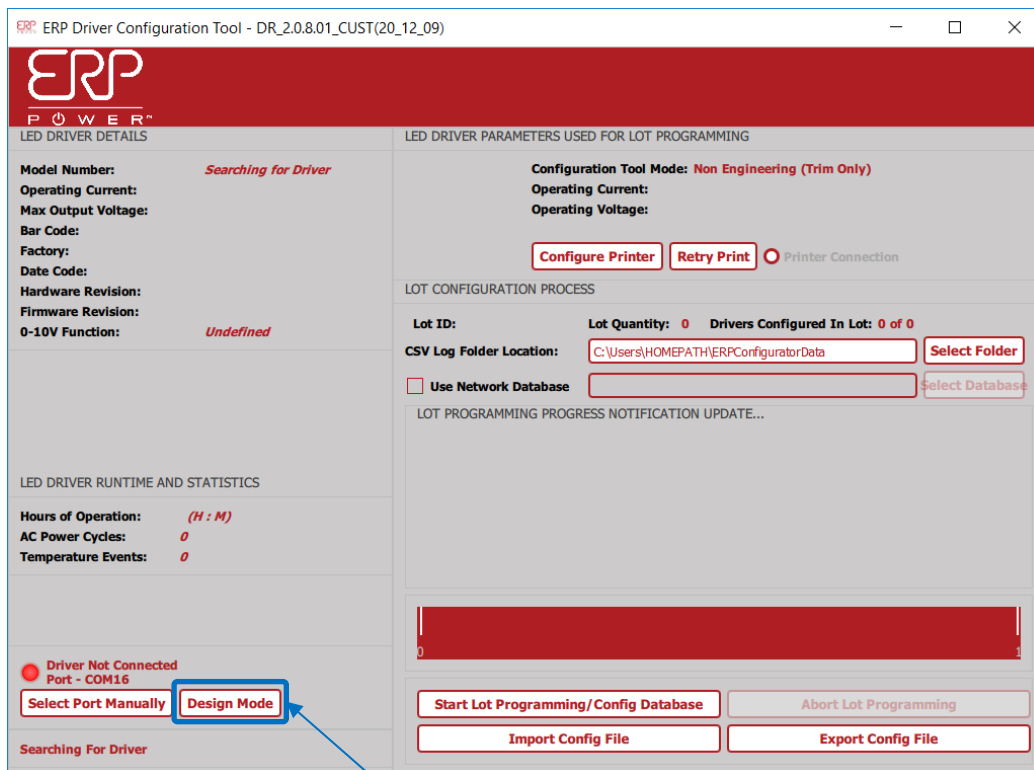 ERP ERP Driver Configuration Tool - DR_2.0.8.01_CUST(20_12_09)
ERP
POWER™
LED DRIVER DETAILS
Model Number: Searching for Driver
Operating Current:
Max Output Voltage:
Bar Code:
Factory:
Date Code:
Hardware Revision:
Firmware Revision:
0-10V Function: Undefined
LED DRIVER RUNTIME AND STATISTICS
Hours of Operation: (H : M)
AC Power Cycles: 0
Temperature Events: 0
Driver Not Connected
Port - COM16
Select Port Manually Design Mode
Searching For Driver
LED DRIVER PARAMETERS USED FOR LOT PROGRAMMING
Configuration Tool Mode: Non Engineering (Trim Only)
Operating Current:
Operating Voltage:
Configure Printer Retry Print Printer Connection
LOT CONFIGURATION PROCESS
Lot ID: Lot Quantity: 0 Drivers Configured In Lot: 0 of 0
CSV Log Folder Location: C:\Users\HOMEPATH\ERPConfiguratorData Select Folder
Use Network Database Select Database
LOT PROGRAMMING PROGRESS NOTIFICATION UPDATE...
0 1
Start Lot Programming/Config Database Abort Lot Programming
Import Config File Export Config File